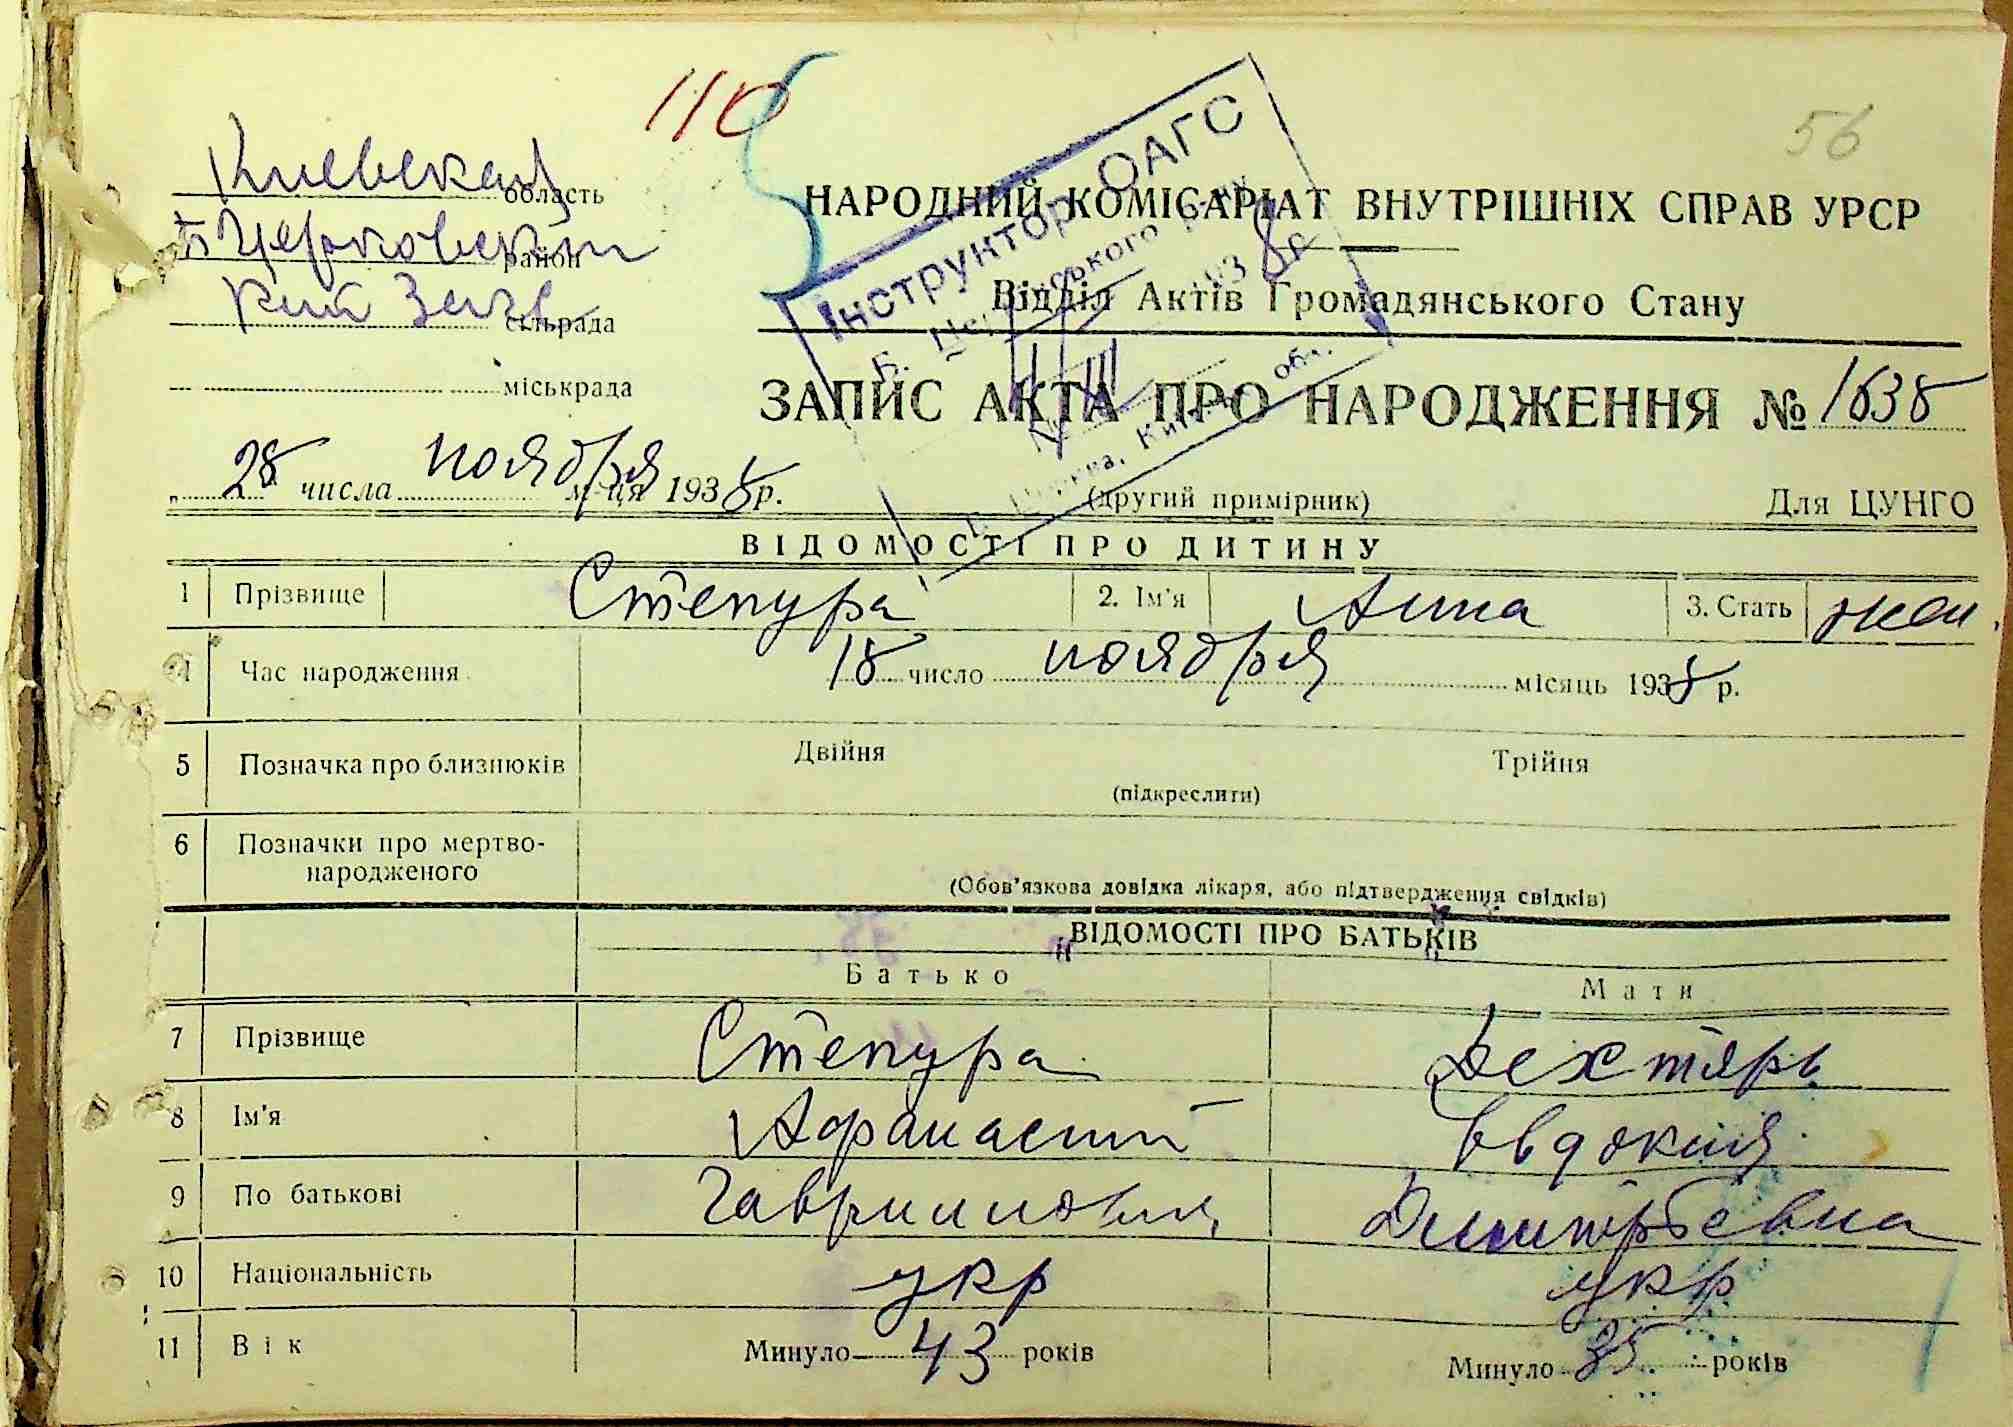 110
56
Киевская область
Б Церковский район
сільрада
міськрада
Інструктор ОАГС
НАРОДНИЙ КОМІСАРІАТ ВНУТРІШНІХ СПРАВ УРСР
Відділ Актів Громадянського Стану
ЗАПИС АКТА ПРО НАРОДЖЕННЯ № 1638
„ 28 числа ноября м-ця 1938 р.
(другий примірник)
Для ЦУНГО
ВІДОМОСТІ ПРО ДИТИНУ
1 Прізвище Степура 2. Ім'я Анна 3. Стать жен.
4 Час народження 18 число ноября місяць 1938 р.
5 Позначка про близнюків Двійня Трійня
(підкреслити)
6 Позначки про мертво-
народженого
(Обов'язкова довідка лікаря, або підтвердження свідків)
ВІДОМОСТІ ПРО БАТЬКІВ
Батько Мати
7 Прізвище Степура Дехтярь
8 Ім'я Афанасий Евдокия
9 По батькові Гаврилович Дмитрьевна
10 Національність укр укр
11 Вік Минуло 43 років Минуло 35 років